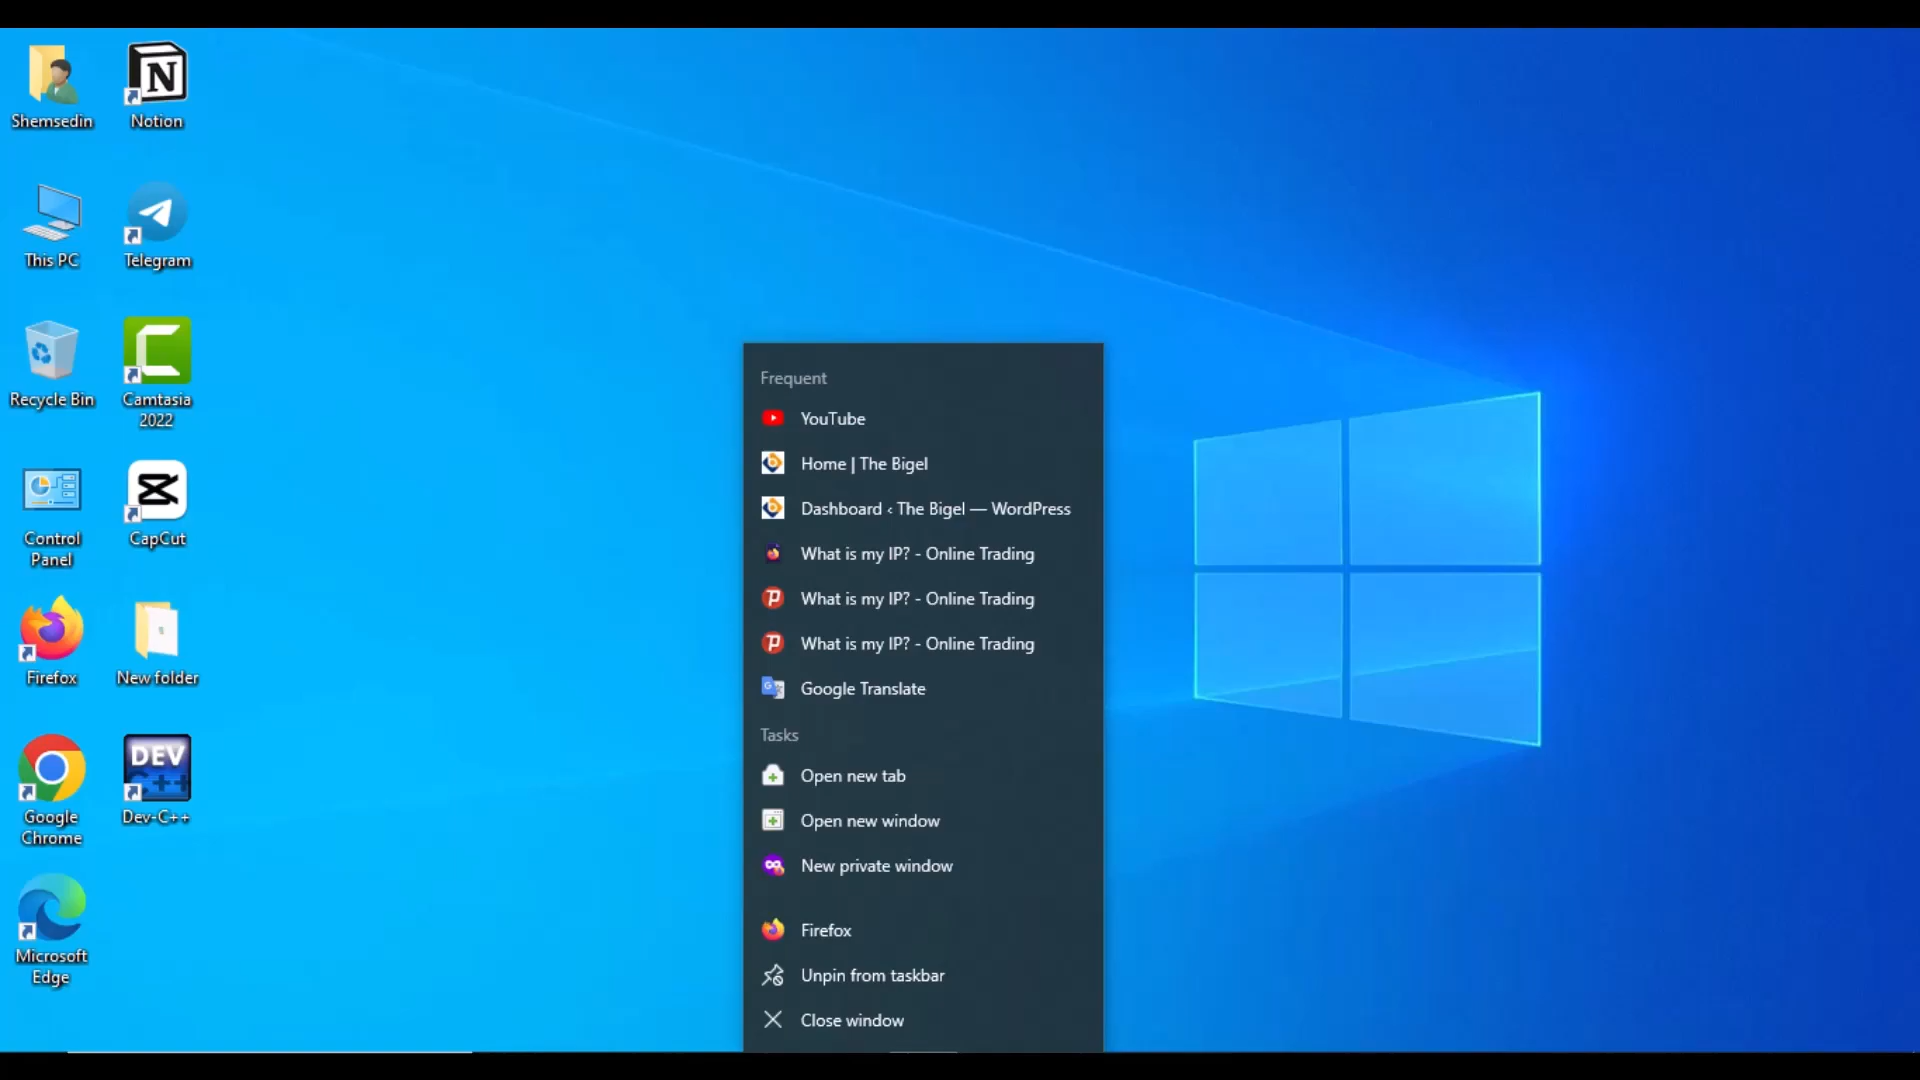 Shemsedin
Notion
This PC
Telegram
Recycle Bin
Camtasia
2022
Control
Panel
CapCut
Firefox
New folder
Google
Chrome
DEV
C++
Dev-C++
Microsoft
Edge
Frequent
YouTube
Home | The Bigel
Dashboard ‹ The Bigel — WordPress
What is my IP? - Online Trading
What is my IP? - Online Trading
What is my IP? - Online Trading
Google Translate
Tasks
Open new tab
Open new window
New private window
Firefox
Unpin from taskbar
Close window